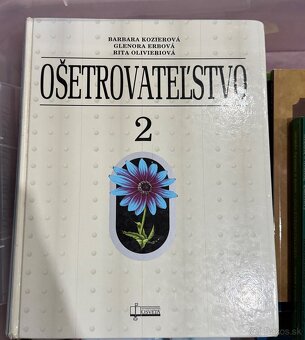 BARBARA KOZIEROVÁ
GLENORA ERBOVÁ
RITA OLIVIERIOVÁ
OŠETROVATEĽSTVO
2
OSVETA